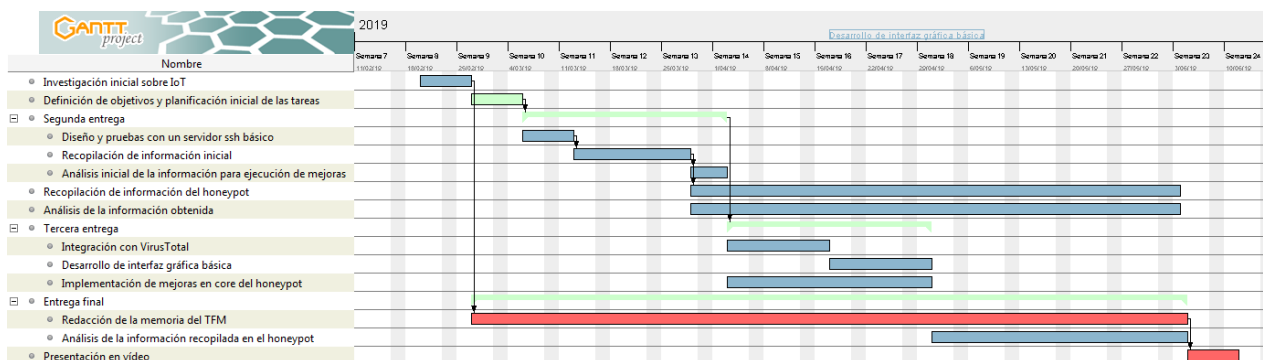 GANTT
project
2019
Desarrollo de interfaz gráfica básica
Nombre
Semana 7 Semana 8 Semana 9 Semana 10 Semana 11 Semana 12 Semana 13 Semana 14 Semana 15 Semana 16 Semana 17 Semana 18 Semana 19 Semana 20 Semana 21 Semana 22 Semana 23 Semana 24
11/02/19 18/02/19 25/02/19 4/03/19 11/03/19 18/03/19 25/03/19 1/04/19 8/04/19 15/04/19 22/04/19 29/04/19 6/05/19 13/05/19 20/05/19 27/05/19 3/06/19 10/06/19
Investigación inicial sobre IoT
Definición de objetivos y planificación inicial de las tareas
Segunda entrega
Diseño y pruebas con un servidor ssh básico
Recopilación de información inicial
Análisis inicial de la información para ejecución de mejoras
Recopilación de información del honeypot
Análisis de la información obtenida
Tercera entrega
Integración con VirusTotal
Desarrollo de interfaz gráfica básica
Implementación de mejoras en core del honeypot
Entrega final
Redacción de la memoria del TFM
Análisis de la información recopilada en el honeypot
Presentación en vídeo